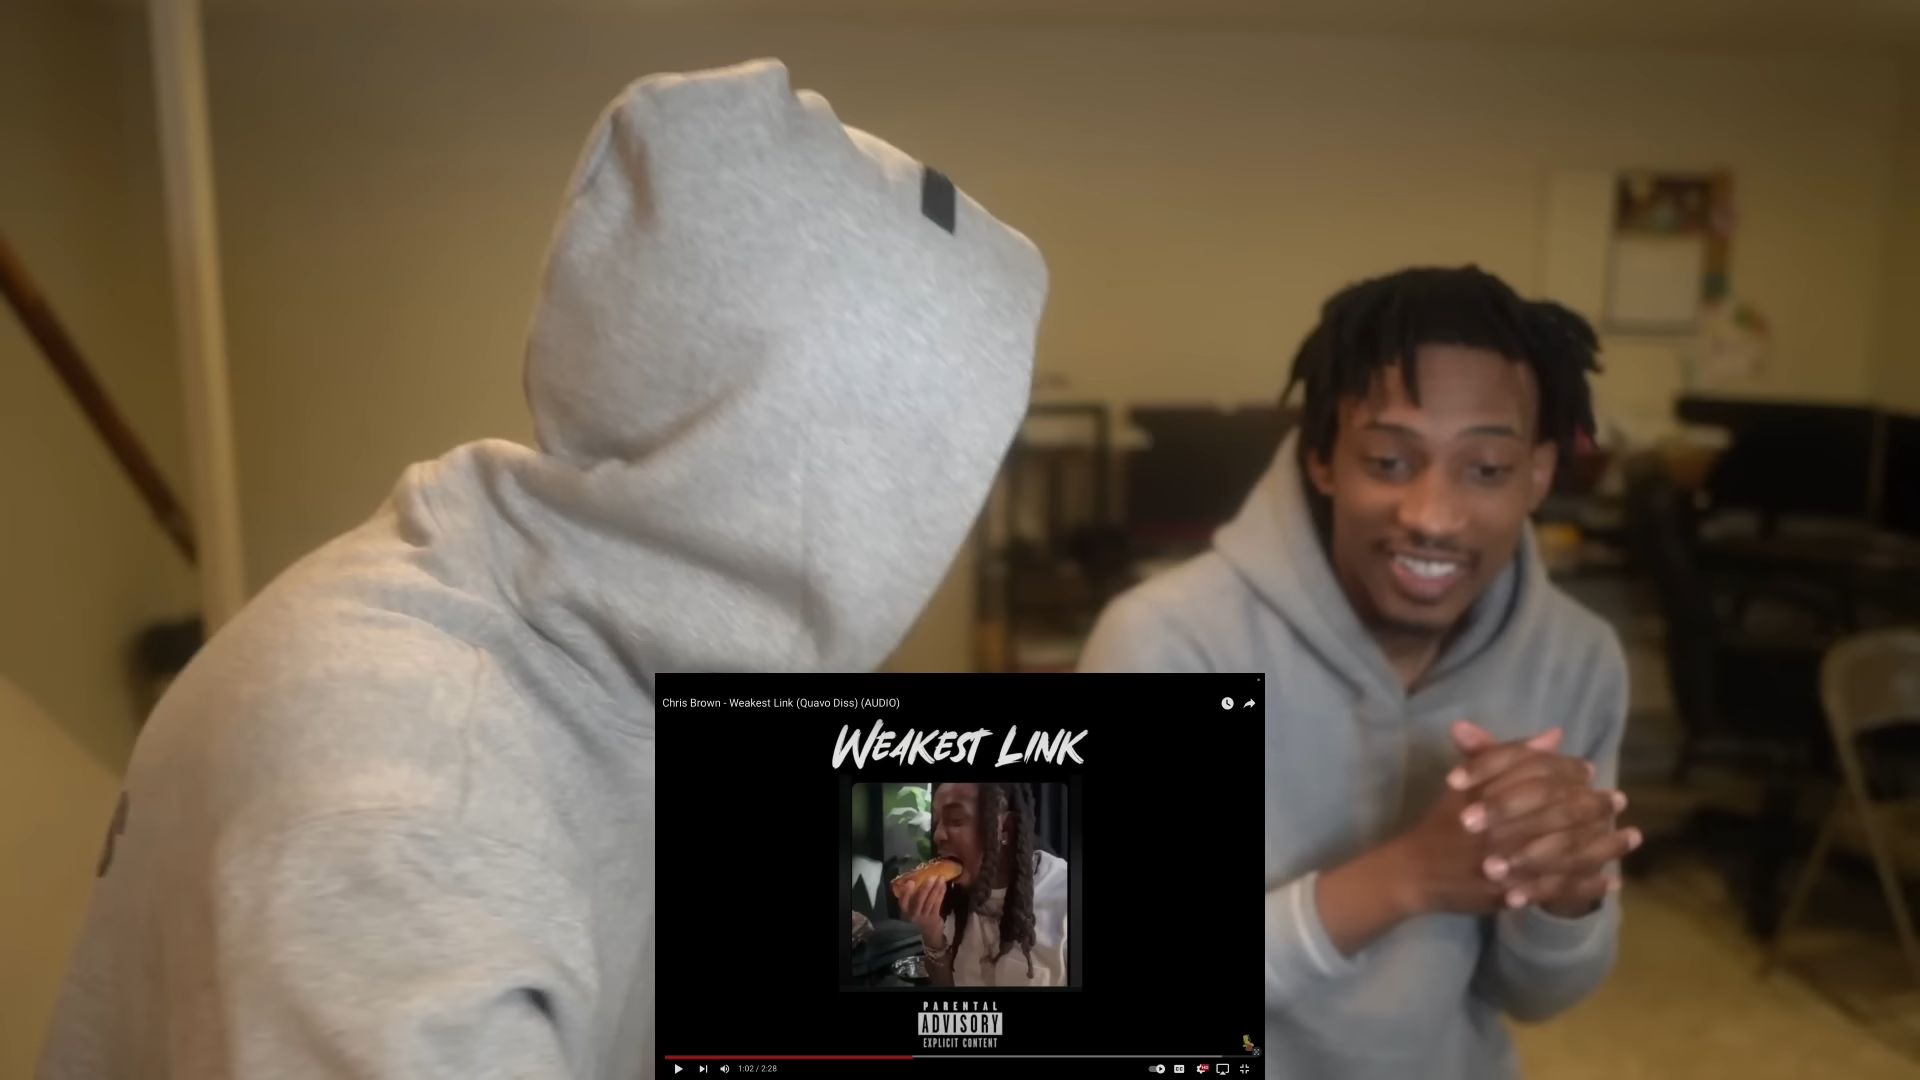 Chris Brown - Weakest Link (Quavo Diss) (AUDIO)
WEAKEST LINK
PARENTAL
ADVISORY
EXPLICIT CONTENT
1:02 / 2:28